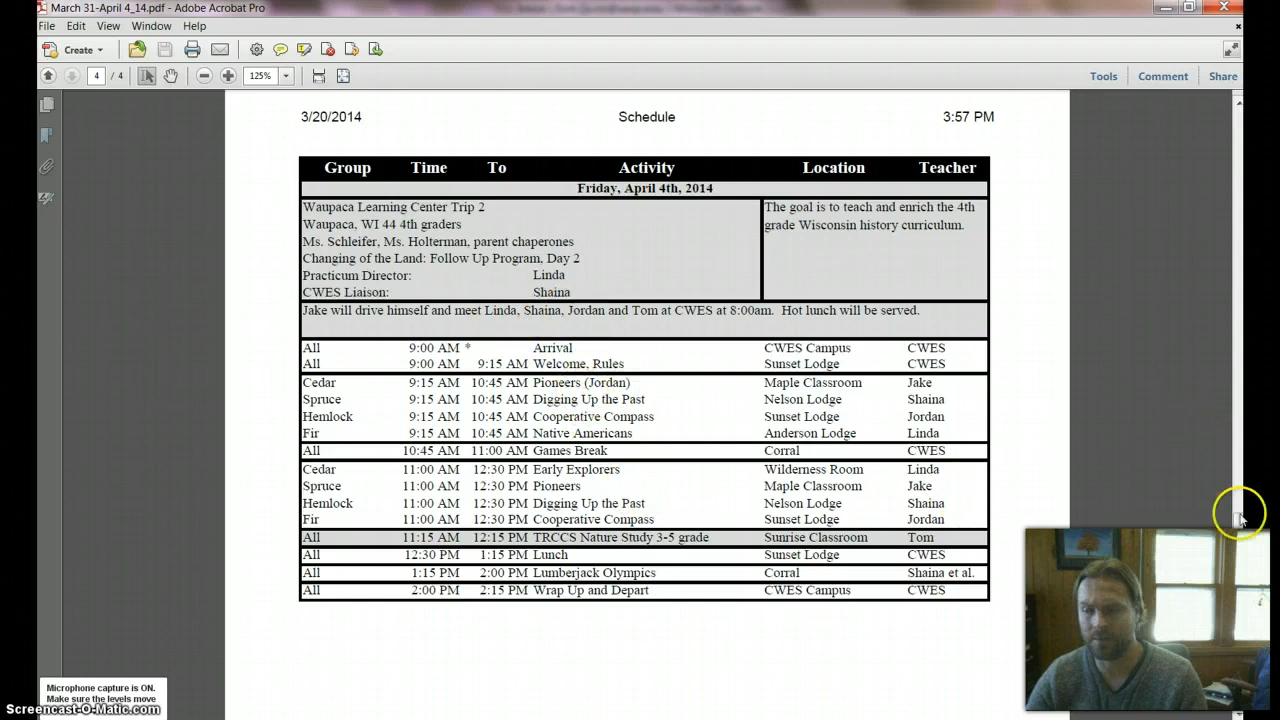 March 31-April 4_14.pdf - Adobe Acrobat Pro
File Edit View Window Help
Create
4 / 4 125% Tools Comment Share
3/20/2014 Schedule 3:57 PM
Group Time To Activity Location Teacher
Friday, April 4th, 2014
Waupaca Learning Center Trip 2 The goal is to teach and enrich the 4th
Waupaca, WI 44 4th graders grade Wisconsin history curriculum.
Ms. Schleifer, Ms. Holterman, parent chaperones
Changing of the Land: Follow Up Program, Day 2
Practicum Director: Linda
CWES Liaison: Shaina
Jake will drive himself and meet Linda, Shaina, Jordan and Tom at CWES at 8:00am. Hot lunch will be served.
All 9:00 AM * Arrival CWES Campus CWES
All 9:00 AM 9:15 AM Welcome, Rules Sunset Lodge CWES
Cedar 9:15 AM 10:45 AM Pioneers (Jordan) Maple Classroom Jake
Spruce 9:15 AM 10:45 AM Digging Up the Past Nelson Lodge Shaina
Hemlock 9:15 AM 10:45 AM Cooperative Compass Sunset Lodge Jordan
Fir 9:15 AM 10:45 AM Native Americans Anderson Lodge Linda
All 10:45 AM 11:00 AM Games Break Corral CWES
Cedar 11:00 AM 12:30 PM Early Explorers Wilderness Room Linda
Spruce 11:00 AM 12:30 PM Pioneers Maple Classroom Jake
Hemlock 11:00 AM 12:30 PM Digging Up the Past Nelson Lodge Shaina
Fir 11:00 AM 12:30 PM Cooperative Compass Sunset Lodge Jordan
All 11:15 AM 12:15 PM TRCCS Nature Study 3-5 grade Sunrise Classroom Tom
All 12:30 PM 1:15 PM Lunch Sunset Lodge CWES
All 1:15 PM 2:00 PM Lumberjack Olympics Corral Shaina et al.
All 2:00 PM 2:15 PM Wrap Up and Depart CWES Campus CWES
Microphone capture is ON.
Make sure the levels move
Screencast-O-Matic.com